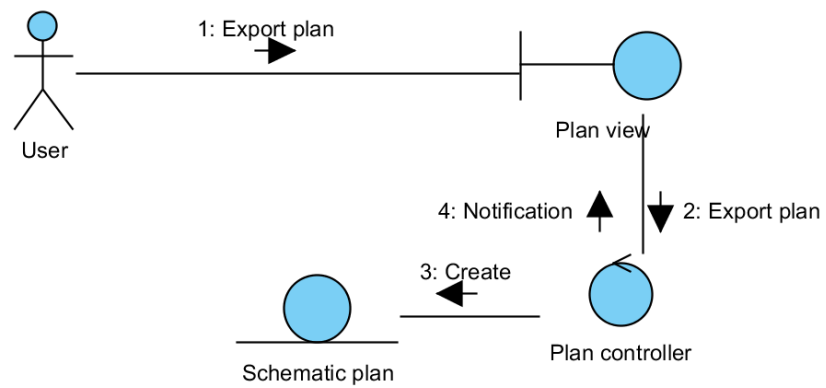 1: Export plan
User
Plan view
4: Notification
2: Export plan
3: Create
Schematic plan
Plan controller